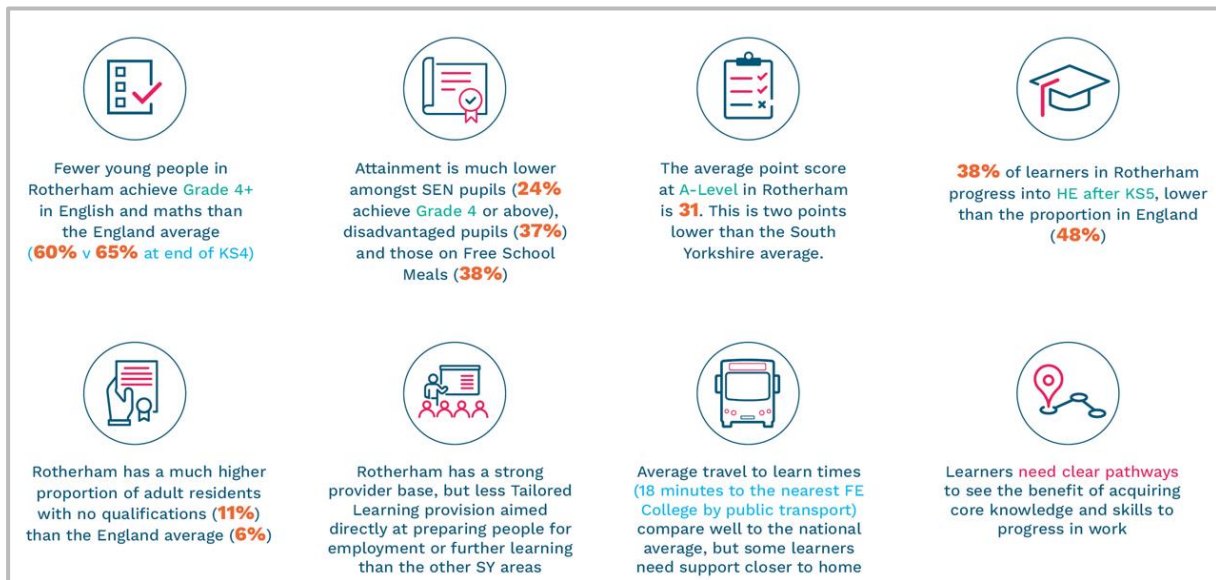 Fewer young people in
Rotherham achieve Grade 4+
in English and maths than
the England average
(60% v 65% at end of KS4)
Attainment is much lower
amongst SEN pupils (24%
achieve Grade 4 or above),
disadvantaged pupils (37%)
and those on Free School
Meals (38%)
The average point score
at A-Level in Rotherham
is 31. This is two points
lower than the South
Yorkshire average.
38% of learners in Rotherham
progress into HE after KS5, lower
than the proportion in England
(48%)
Rotherham has a much higher
proportion of adult residents
with no qualifications (11%)
than the England average (6%)
Rotherham has a strong
provider base, but less Tailored
Learning provision aimed
directly at preparing people for
employment or further learning
than the other SY areas
Average travel to learn times
(18 minutes to the nearest FE
College by public transport)
compare well to the national
average, but some learners
need support closer to home
Learners need clear pathways
to see the benefit of acquiring
core knowledge and skills to
progress in work